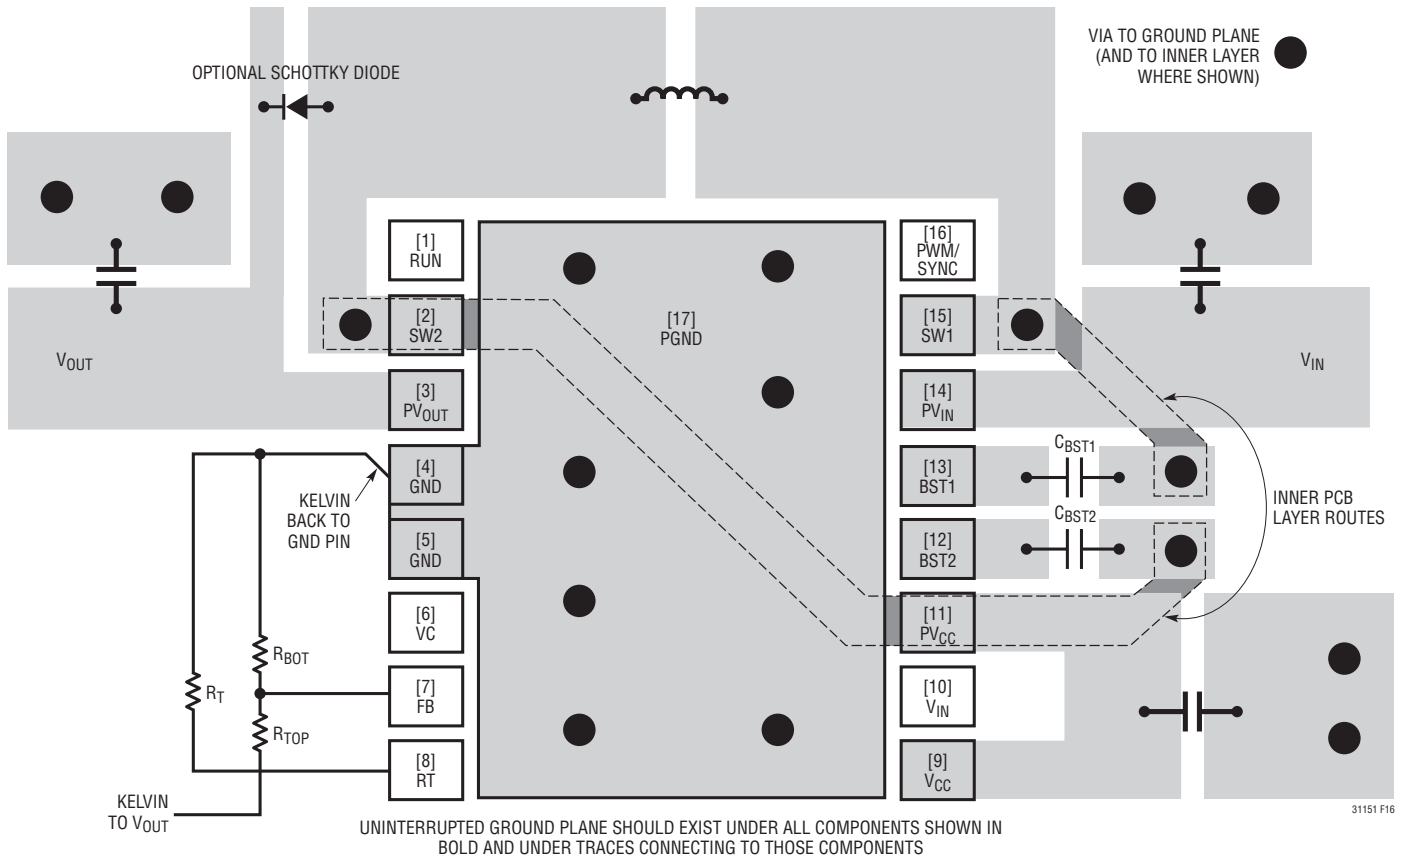 VIA TO GROUND PLANE
(AND TO INNER LAYER
WHERE SHOWN)
OPTIONAL SCHOTTKY DIODE
[1]
RUN
[16]
PWM/
SYNC
[2]
SW2
[17]
PGND
[15]
SW1
VOUT
VIN
[3]
PVOUT
[14]
PVIN
[4]
GND
KELVIN
BACK TO
GND PIN
[13]
BST1
CBST1
INNER PCB
LAYER ROUTES
[5]
GND
[12]
BST2
CBST2
[6]
VC
[11]
PVCC
RBOT
RT
[7]
FB
[10]
VIN
RTOP
[8]
RT
[9]
VCC
KELVIN
TO VOUT
31151 F16
UNINTERRUPTED GROUND PLANE SHOULD EXIST UNDER ALL COMPONENTS SHOWN IN
BOLD AND UNDER TRACES CONNECTING TO THOSE COMPONENTS